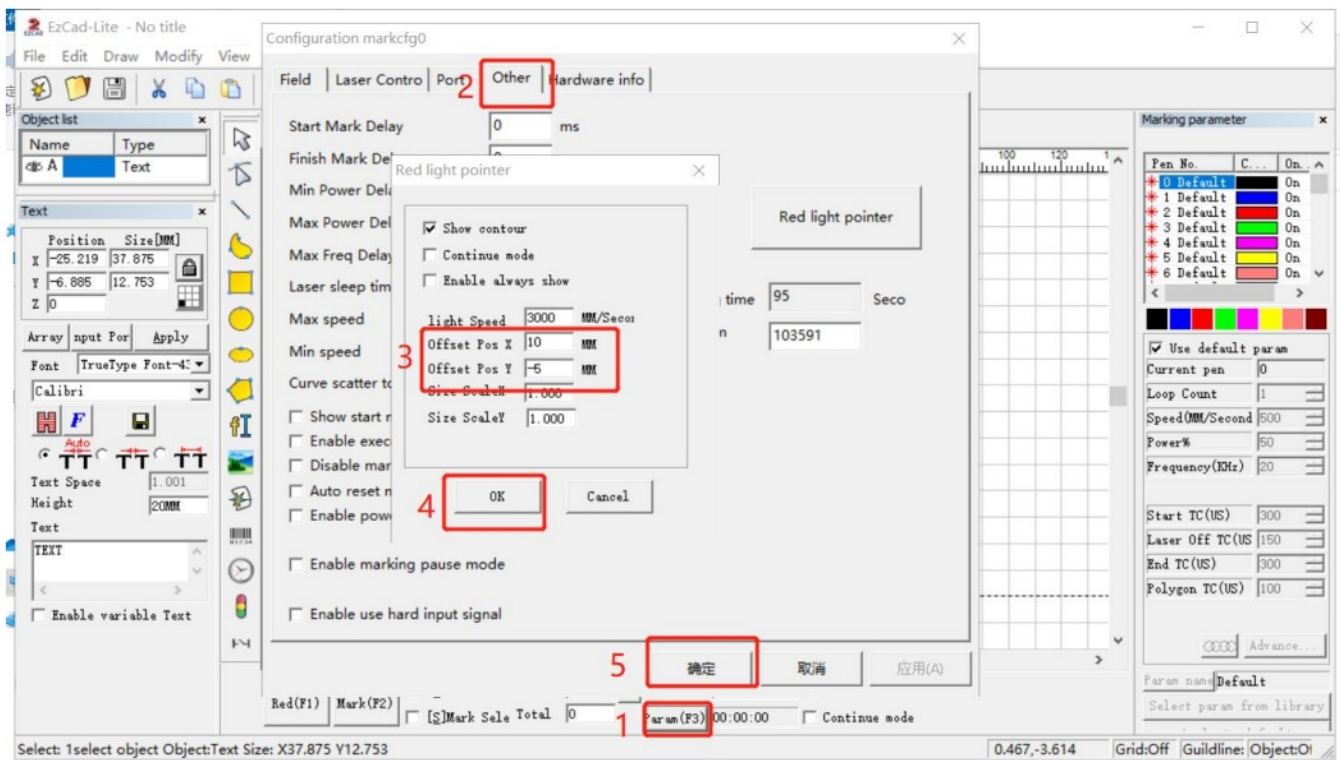 EzCad-Lite - No title
File Edit Draw Modify View
Object list
Name Type
A Text
Text
Position Size[MM]
X -25.219 37.875
Y -6.885 12.753
Z 0
Array nput Por Apply
Font TrueType Font-43
Calibri
F
Auto
TT TT TT
Text Space 1.001
Height 20MM
Text
TEXT
Enable variable Text
Configuration markcfg0
Field Laser Contro Port Other Hardware info
2
Start Mark Delay 0 ms
Finish Mark De
Min Power Dela
Max Power Del
Max Freq Delay
Laser sleep tim
Max speed
Min speed
Curve scatter to
Show start
Enable exec
Disable mar
Auto reset
Enable powe
Enable marking pause mode
Enable use hard input signal
Red light pointer
time 95 Seco
n 103591
Red light pointer
Show contour
Continue mode
Enable always show
light Speed 3000 MM/Secon
3
Offset Pos X 10 MM
Offset Pos Y -5 MM
Size ScaleX 1.000
Size ScaleY 1.000
4
OK Cancel
5
确定 取消 应用(A)
Red(F1) Mark(F2) [S]Mark Sele Total 0 Param(F3) 00:00:00 Continue mode
1
100 120
Marking parameter
Pen No. C... On..
0 Default On
1 Default On
2 Default On
3 Default On
4 Default On
5 Default On
6 Default On
Use default param
Current pen 0
Loop Count 1
Speed(MM/Second 500
Power% 50
Frequency(KHz) 20
Start TC(US) 300
Laser Off TC(US 150
End TC(US) 300
Polygon TC(US) 100
Advance...
Param name Default
Select param from library
Select: 1select object Object:Text Size: X37.875 Y12.753
0.467,-3.614 Grid:Off Guildline: Object:Of